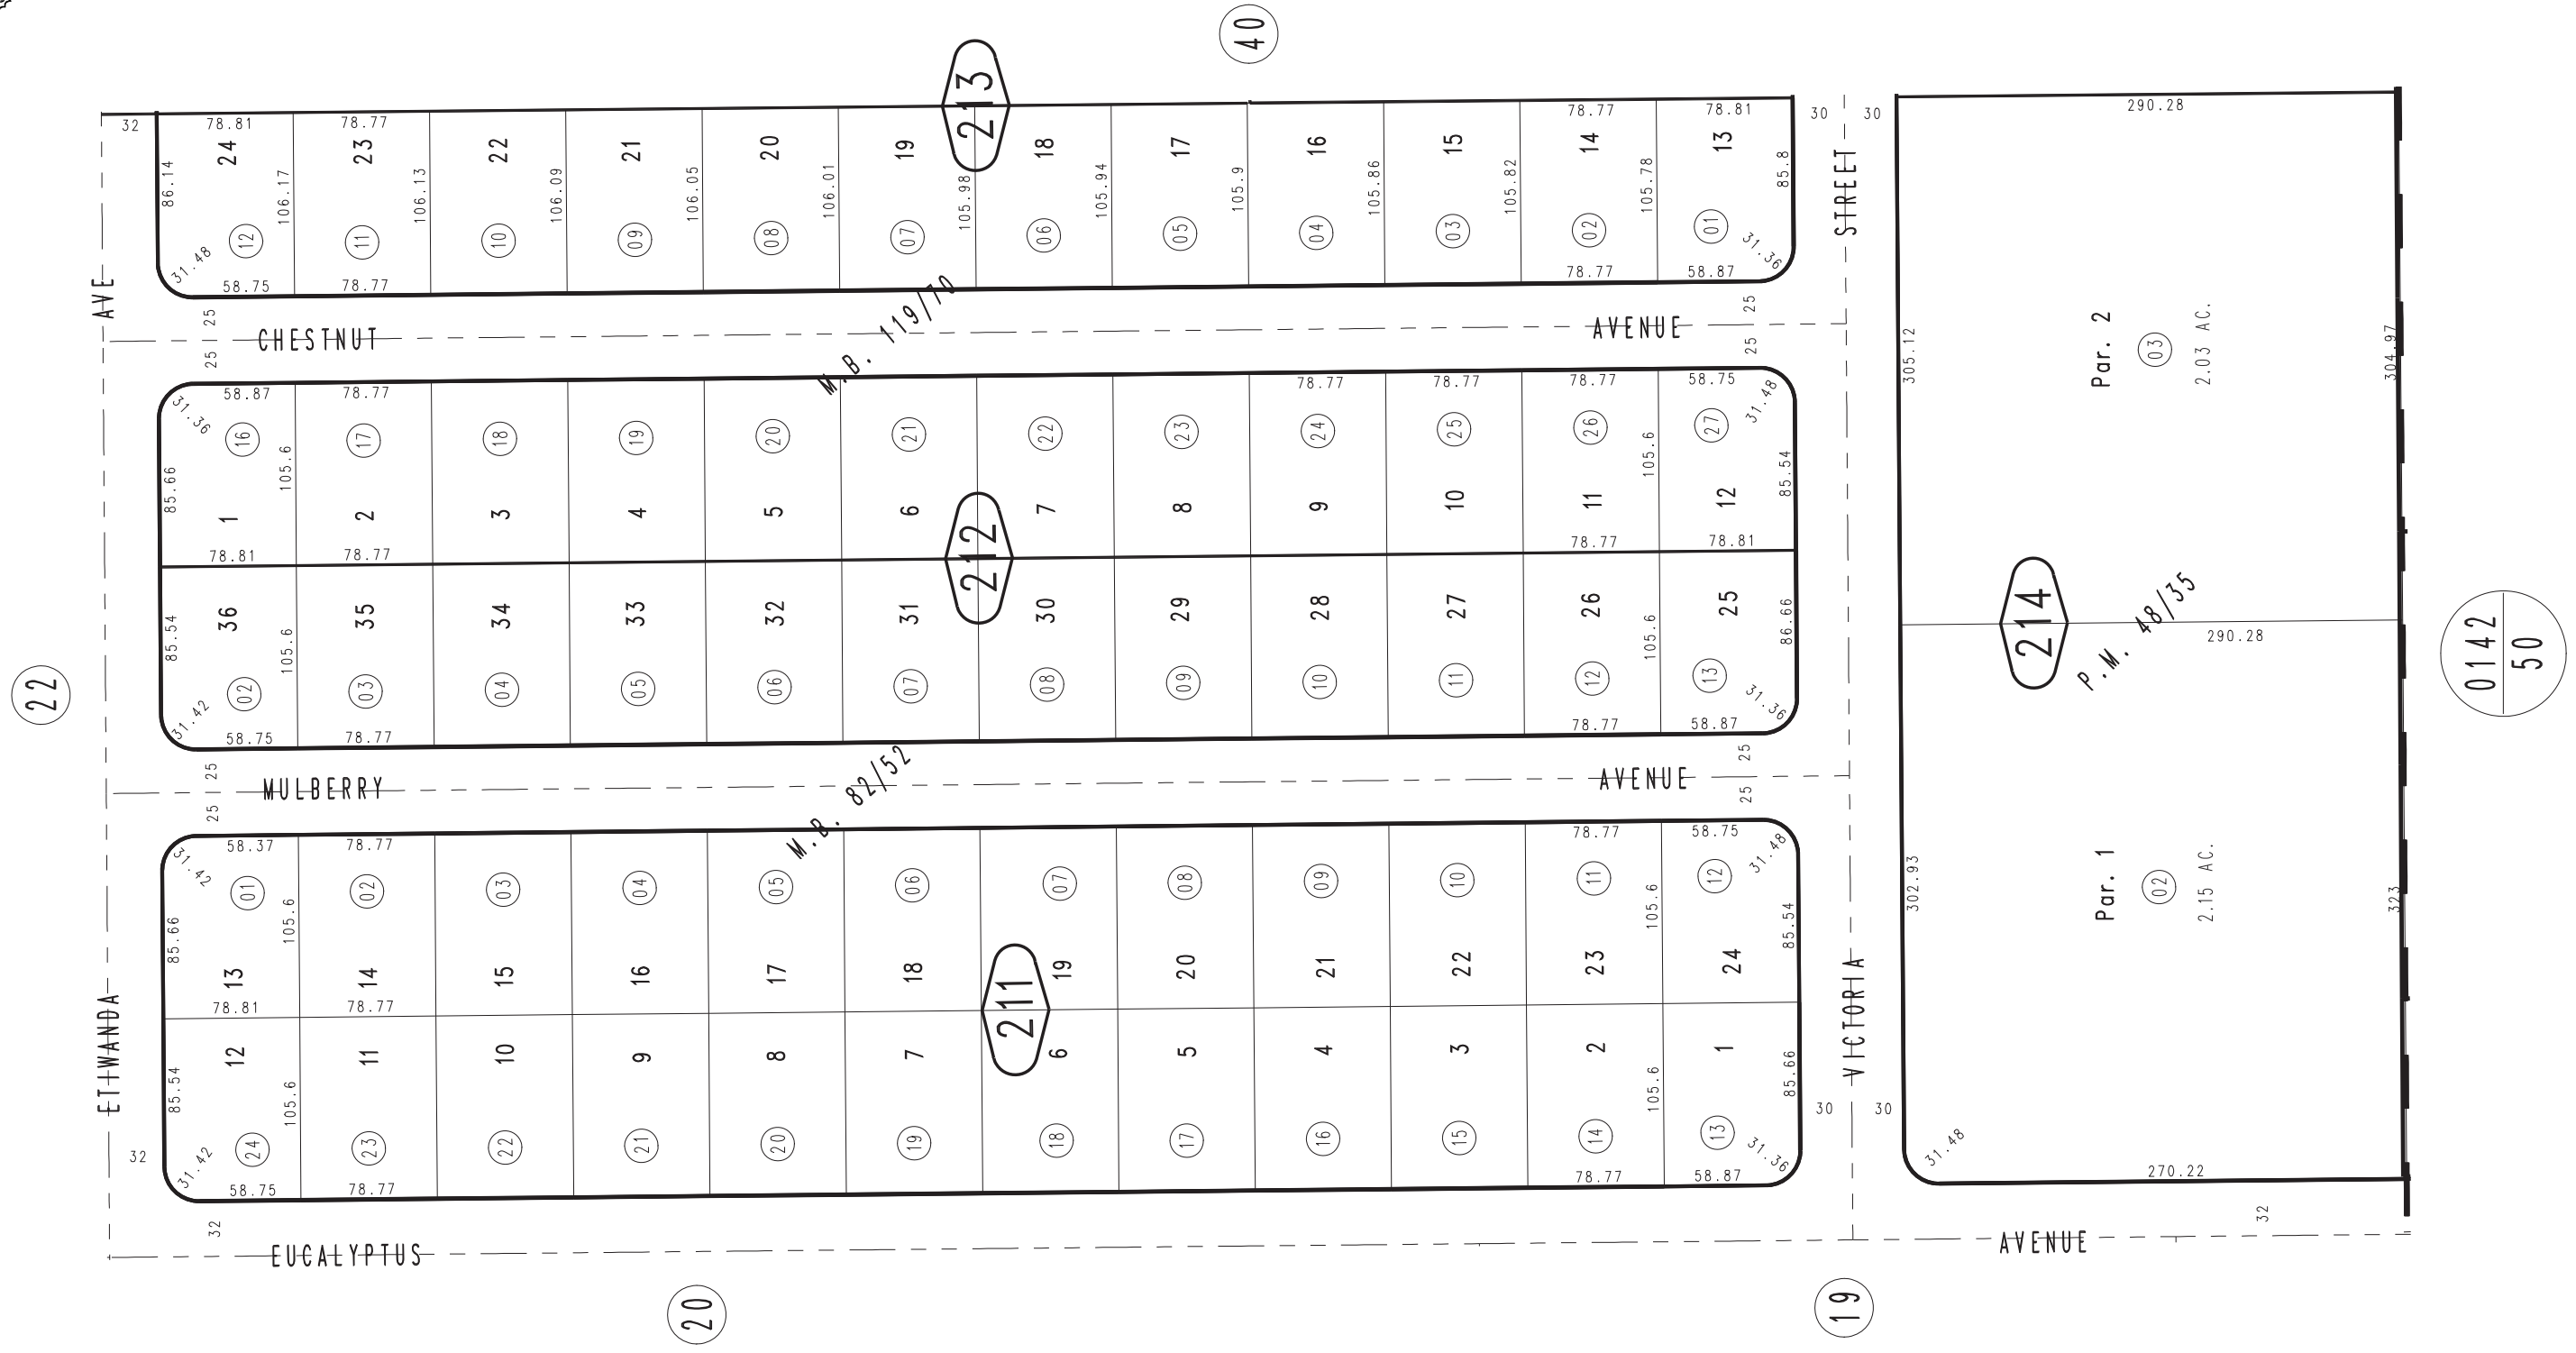 40
213
32 78.81 78.77 78.77 78.81 30 30 290.28
24 23 22 21 20 19 18 17 16 15 14 13
86.14 106.17 106.13 106.09 106.05 106.01 105.98 105.94 105.9 105.86 105.82 105.78 85.8
12 11 10 09 08 07 06 05 04 03 02 01
31.48 31.36
58.75 78.77 78.77 58.87
M.B. 119/70
25 25
CHESTNUT AVENUE
25 25
58.87 78.77 78.77 78.77 78.77 58.75
31.36 31.48
16 17 18 19 20 21 22 23 24 25 26 27
85.66 105.6 105.6 85.54
1 2 3 4 5 6 7 8 9 10 11 12
78.81 78.77 78.77 78.81
212
36 35 34 33 32 31 30 29 28 27 26 25
85.54 105.6 105.6 86.66
02 03 04 05 06 07 08 09 10 11 12 13
31.42 31.36
58.75 78.77 78.77 58.87
M.B. 82/52
25 25
MULBERRY AVENUE
25 25
58.37 78.77 78.77 58.75
31.42 31.48
01 02 03 04 05 06 07 08 09 10 11 12
85.66 105.6 105.6 85.54
13 14 15 16 17 18 19 20 21 22 23 24
78.81 78.77
211
12 11 10 9 8 7 6 5 4 3 2 1
85.54 105.6 105.6 85.66
24 23 22 21 20 19 18 17 16 15 14 13
31.42 31.36
58.75 78.77 78.77 58.87
32 32
EUCALYPTUS AVENUE
32
ETIWANDA AVE
VICTORIA STREET
30 30
305.12 Par. 2 03 2.03 AC. 304.97
214
P.M. 48/35
290.28
302.93 Par. 1 02 2.15 AC. 323
31.48 270.22
22
20
19
0142
50